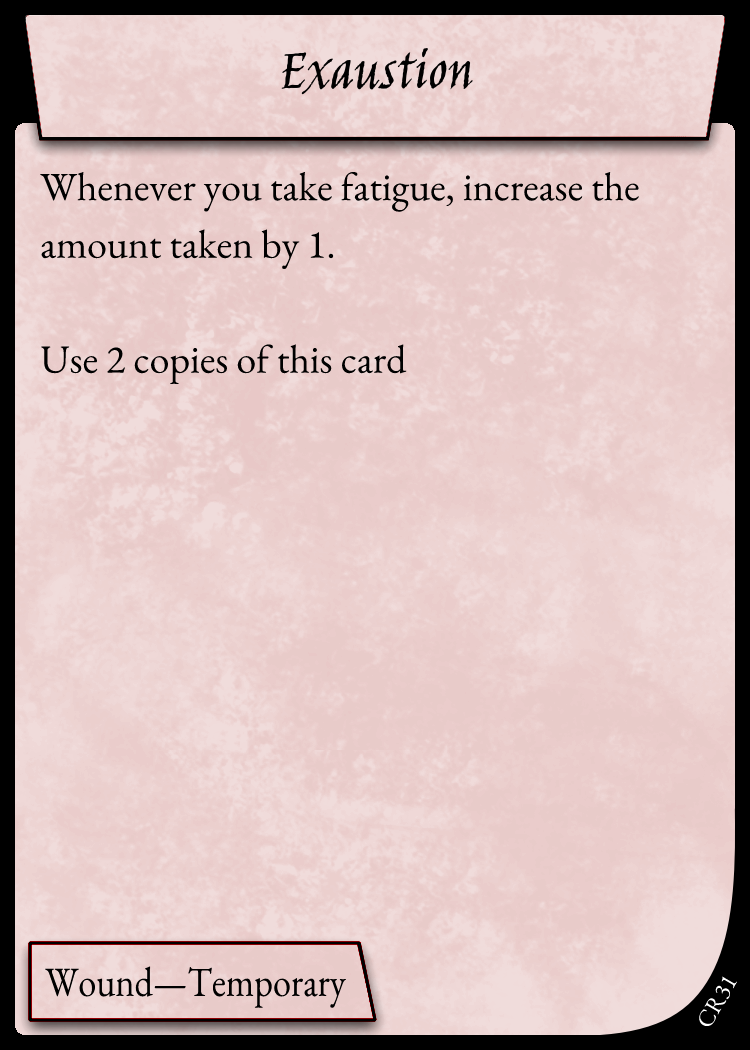 Exaustion
Whenever you take fatigue, increase the
amount taken by 1.
Use 2 copies of this card
Wound—Temporary
CR31